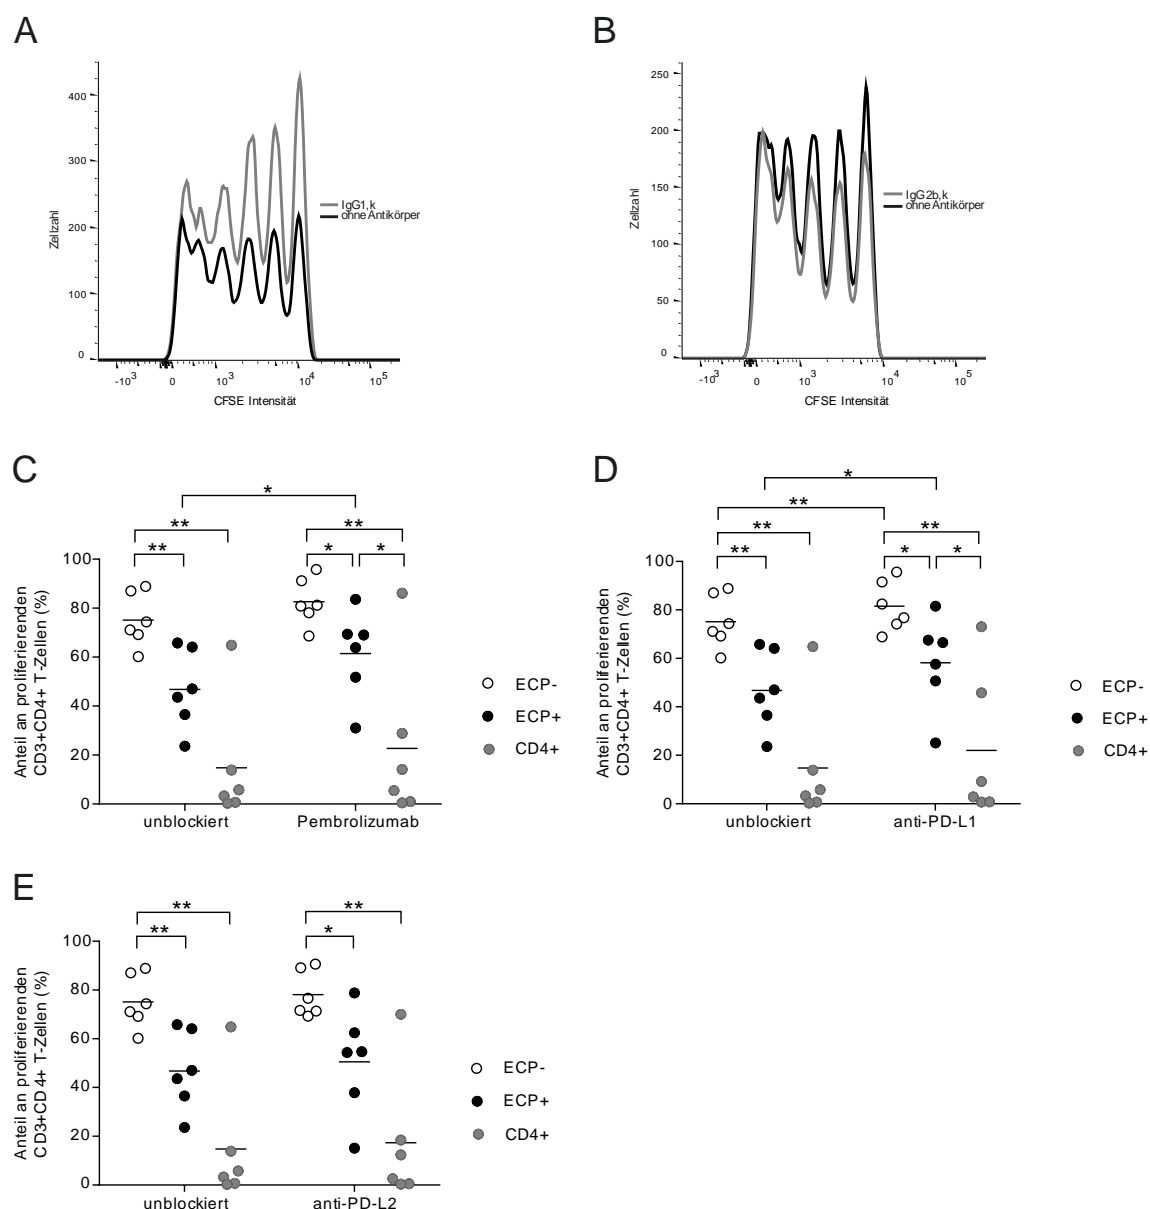 A
400
300
200
100
0
Zellzahl
IgG1,k
ohne Antikörper
-10³ 0 10³ 10⁴ 10⁵
CFSE Intensität
B
250
200
150
100
50
0
Zellzahl
IgG2b,k
ohne Antikörper
-10³ 0 10³ 10⁴ 10⁵
CFSE Intensität
C
*
** **
** * *
100
80
60
40
20
0
Anteil an proliferierenden
CD3+CD4+ T-Zellen (%)
unblockiert Pembrolizumab
ECP-
ECP+
CD4+
D
*
**
** **
** * *
100
80
60
40
20
0
Anteil an proliferierenden
CD3+CD4+ T-Zellen (%)
unblockiert anti-PD-L1
ECP-
ECP+
CD4+
E
** **
** *
100
80
60
40
20
0
Anteil an proliferierenden
CD3+CD 4+ T-Zellen (%)
unblockiert anti-PD-L2
ECP-
ECP+
CD4+